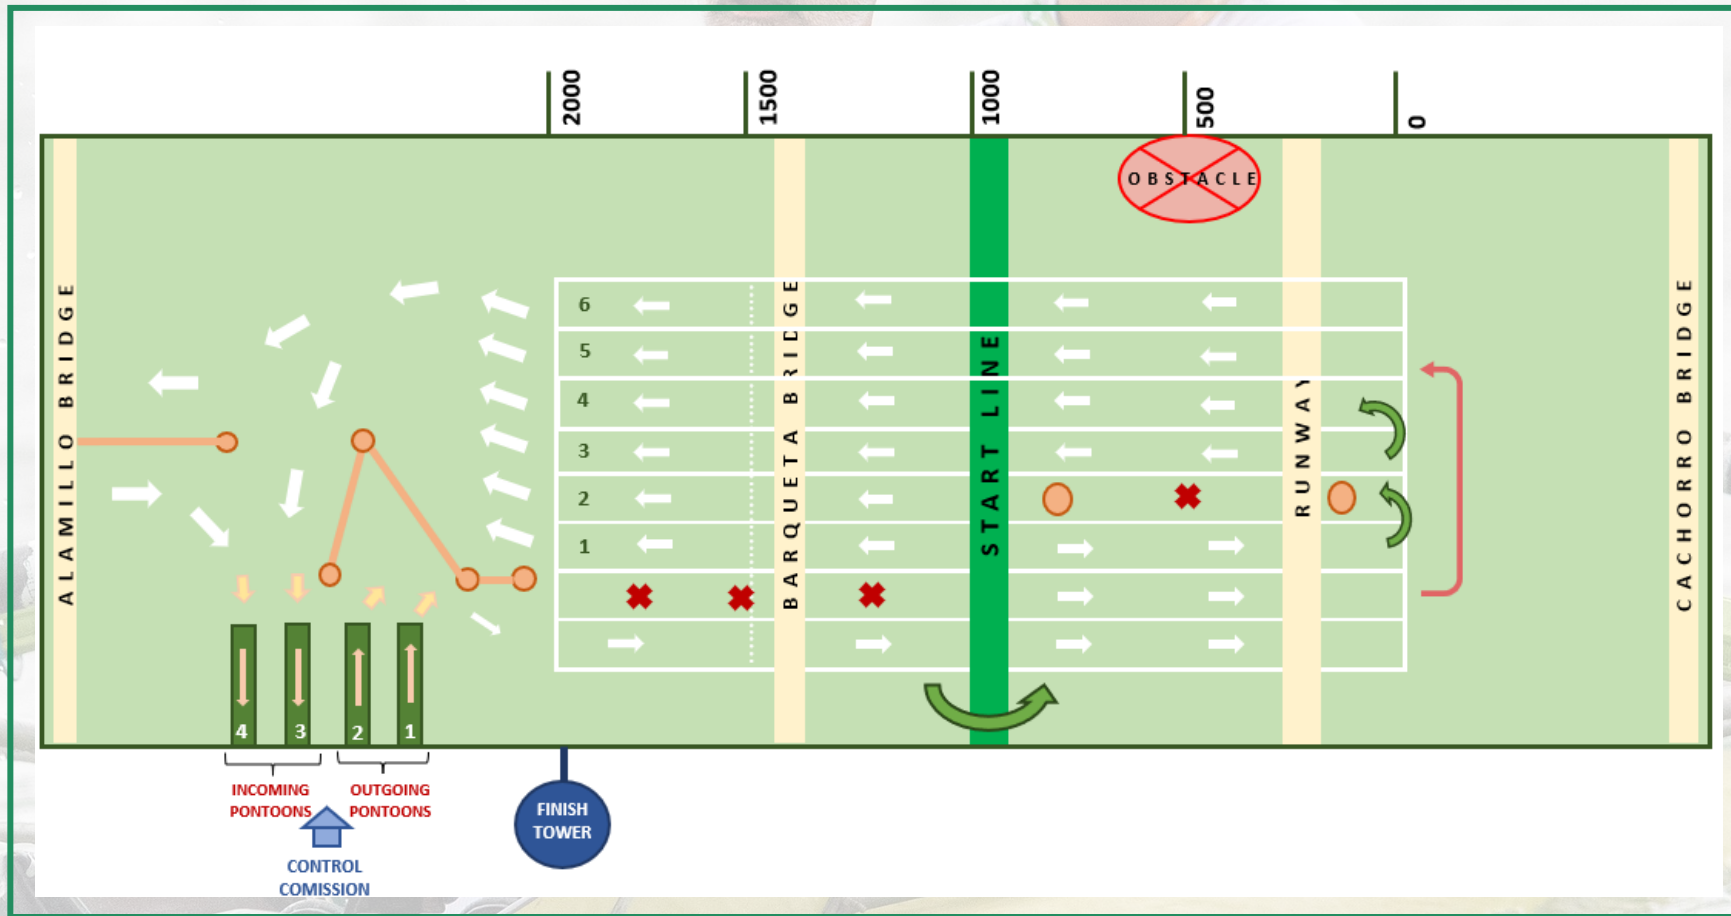 2000
1500
1000
500
0
OBSTACLE
ALAMILLO BRIDGE
BARQUETA BRIDGE
START LINE
RUNWAY
CACHORRO BRIDGE
6
5
4
3
2
1
4
3
2
1
INCOMING
PONTOONS
OUTGOING
PONTOONS
CONTROL
COMISSION
FINISH
TOWER